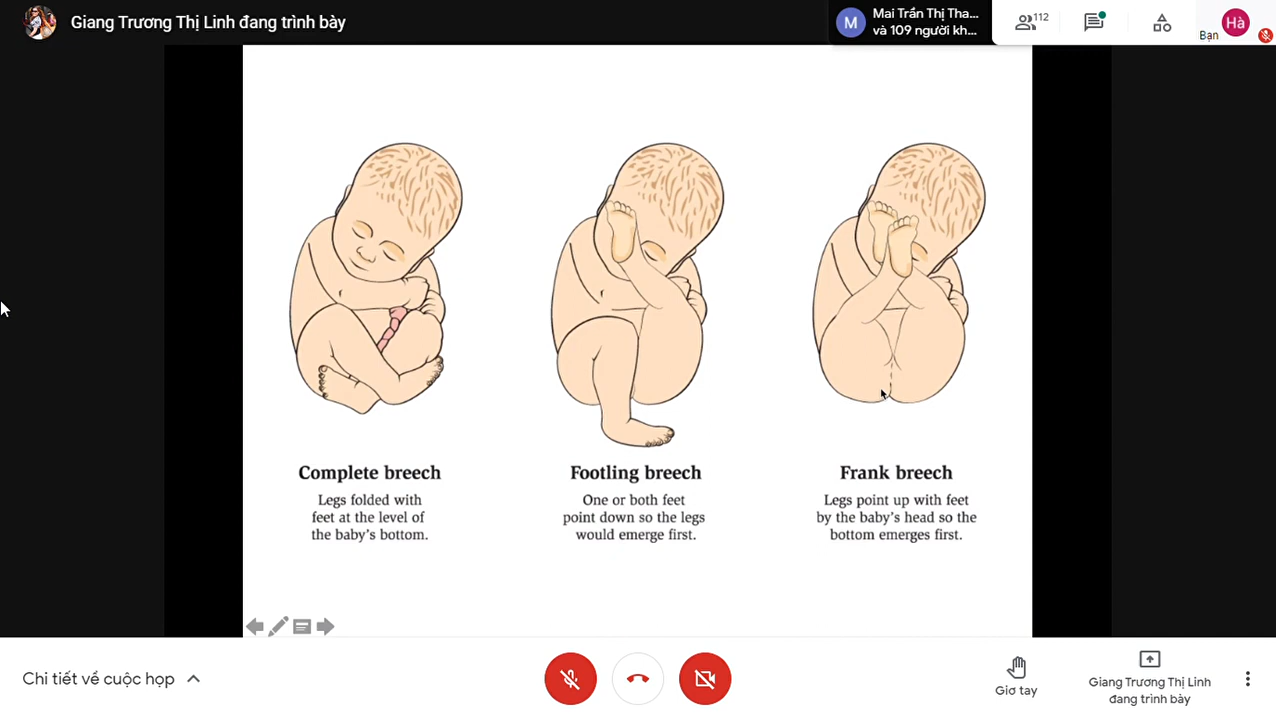 Giang Trương Thị Linh đang trình bày
M
Mai Trần Thị Tha...
và 109 người kh...
112
Hà
Bạn
Complete breech
Legs folded with
feet at the level of
the baby's bottom.
Footling breech
One or both feet
point down so the legs
would emerge first.
Frank breech
Legs point up with feet
by the baby's head so the
bottom emerges first.
Chi tiết về cuộc họp
Giơ tay
Giang Trương Thị Linh
đang trình bày